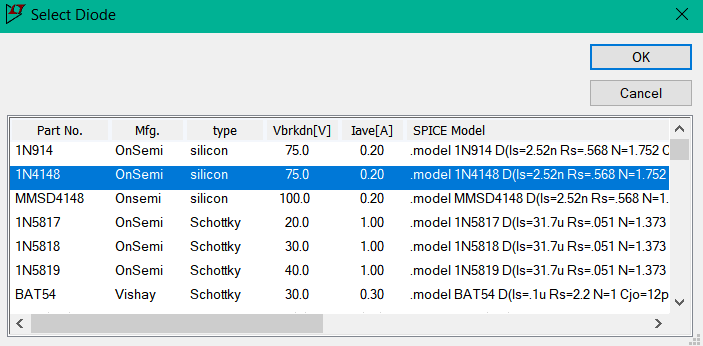 Select Diode
OK
Cancel
Part No. Mfg. type Vbrkdn[V] Iave[A] SPICE Model
1N914 OnSemi silicon 75.0 0.20 .model 1N914 D(Is=2.52n Rs=.568 N=1.752 C
1N4148 OnSemi silicon 75.0 0.20 .model 1N4148 D(Is=2.52n Rs=.568 N=1.752
MMSD4148 Onsemi silicon 100.0 0.20 .model MMSD4148 D(Is=2.52n Rs=.568 N=1.
1N5817 OnSemi Schottky 20.0 1.00 .model 1N5817 D(Is=31.7u Rs=.051 N=1.373
1N5818 OnSemi Schottky 30.0 1.00 .model 1N5818 D(Is=31.7u Rs=.051 N=1.373
1N5819 OnSemi Schottky 40.0 1.00 .model 1N5819 D(Is=31.7u Rs=.051 N=1.373
BAT54 Vishay Schottky 30.0 0.30 .model BAT54 D(Is=.1u Rs=2.2 N=1 Cjo=12p